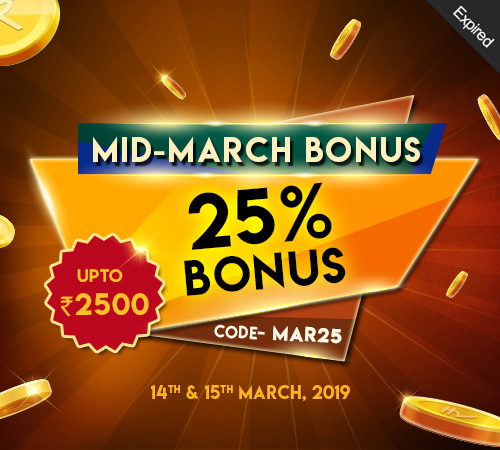 Expired
MID-MARCH BONUS
25%
BONUS
UPTO
₹2500
CODE- MAR25
14TH & 15TH MARCH, 2019